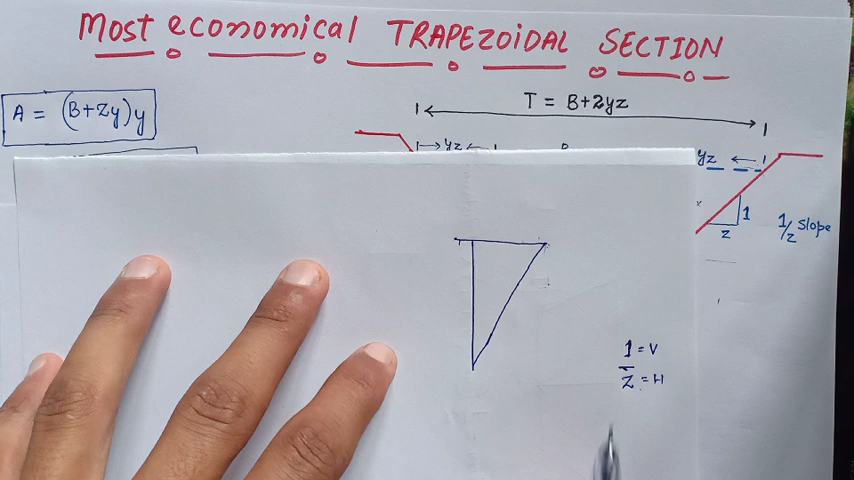 Most economical TRAPEZOIDAL SECTION
A = (B+Zy)y
T = B+2yz
yz
yz
1
z
1/z slope
1 = V
z = H